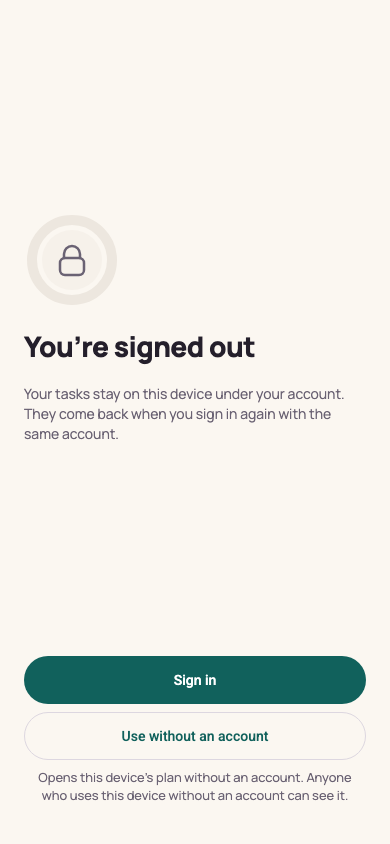 You're signed out
Your tasks stay on this device under your account.
They come back when you sign in again with the
same account.
Sign in
Use without an account
Opens this device's plan without an account. Anyone
who uses this device without an account can see it.